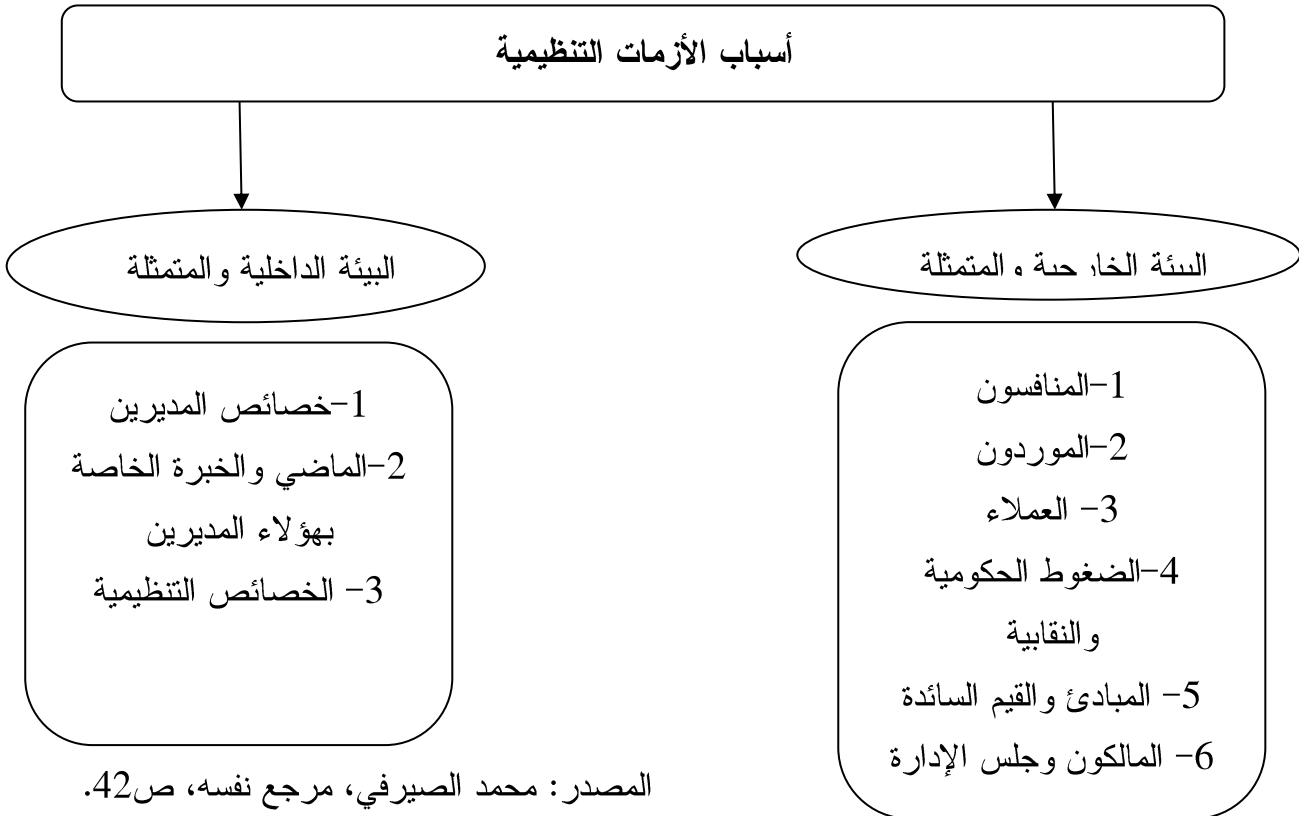 أسباب الأزمات التنظيمية
البيئة الخارجية والمتمثلة
البيئة الداخلية والمتمثلة
1-المنافسون
2-الموردون
3- العملاء
4-الضغوط الحكومية
والنقابية
5- المبادئ والقيم السائدة
6- المالكون وجلس الإدارة
1-خصائص المديرين
2-الماضي والخبرة الخاصة
بهؤلاء المديرين
3- الخصائص التنظيمية
المصدر: محمد الصيرفي، مرجع نفسه، ص42.